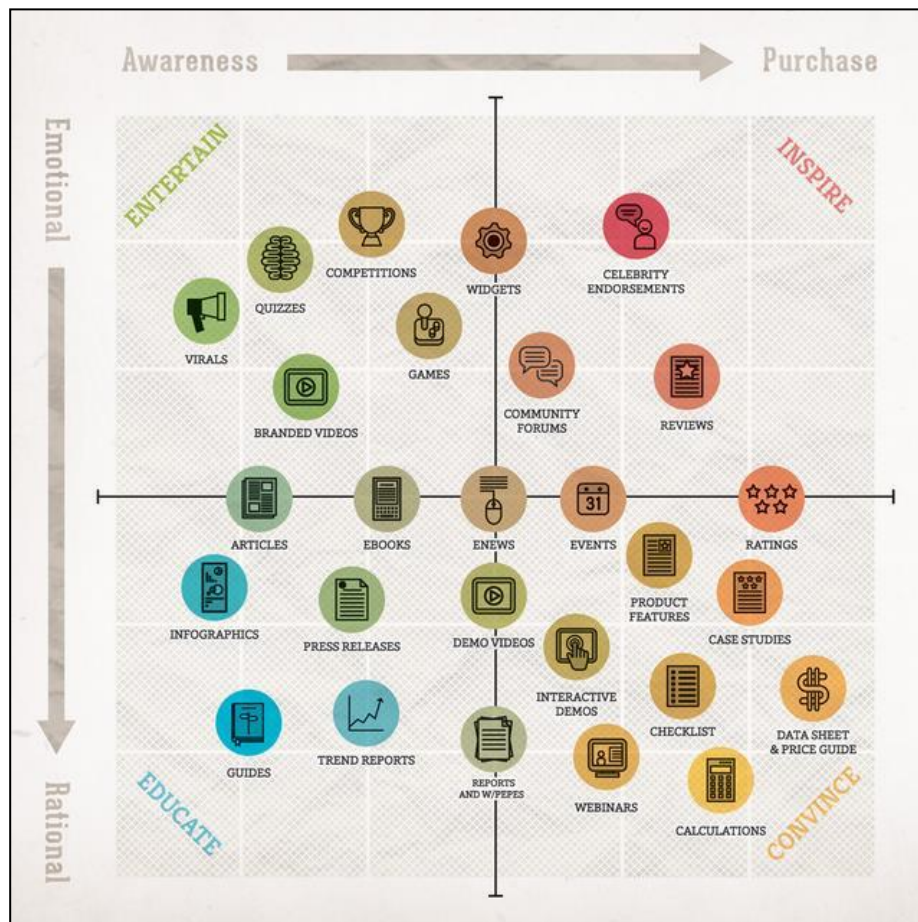 Awareness
Purchase
Emotional
Rational
ENTERTAIN
INSPIRE
COMPETITIONS
WIDGETS
CELEBRITY
ENDORSEMENTS
QUIZZES
VIRALS
GAMES
BRANDED VIDEOS
COMMUNITY
FORUMS
REVIEWS
ARTICLES
EBOOKS
ENEWS
31
EVENTS
RATINGS
INFOGRAPHICS
PRESS RELEASES
DEMO VIDEOS
PRODUCT
FEATURES
CASE STUDIES
INTERACTIVE
DEMOS
CHECKLIST
DATA SHEET
& PRICE GUIDE
GUIDES
TREND REPORTS
REPORTS
AND W/PEPES
WEBINARS
CALCULATIONS
EDUCATE
CONVINCE